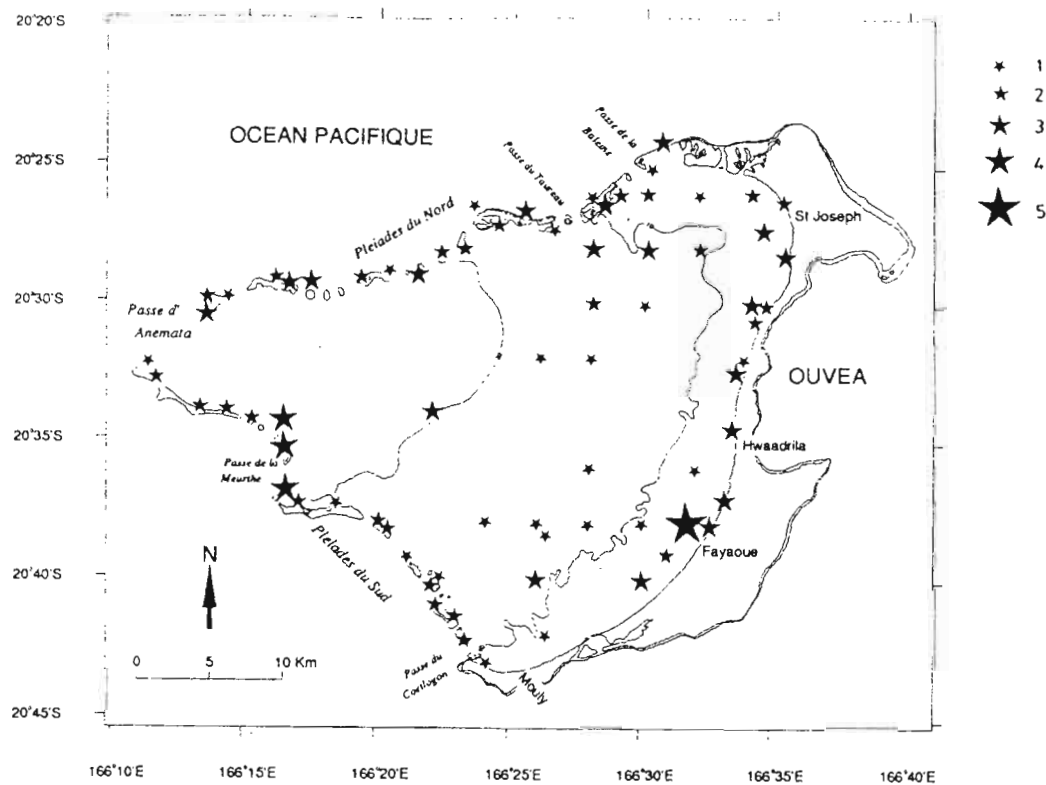 20°20'S
20°25'S
20°30'S
20°35'S
20°40'S
20°45'S
166°10'E
166°15'E
166°20'E
166°25'E
166°30'E
166°35'E
166°40'E
1
2
3
4
5
OCEAN PACIFIQUE
Passe de la
Baleine
Passe du Taureau
Pleiades du Nord
St Joseph
Passe d'
Anemata
OUVEA
Hwaadrila
Passe de la
Meurthe
Fayaoue
Pleiades du Sud
N
0 5 10 Km
Passe du
Mouly